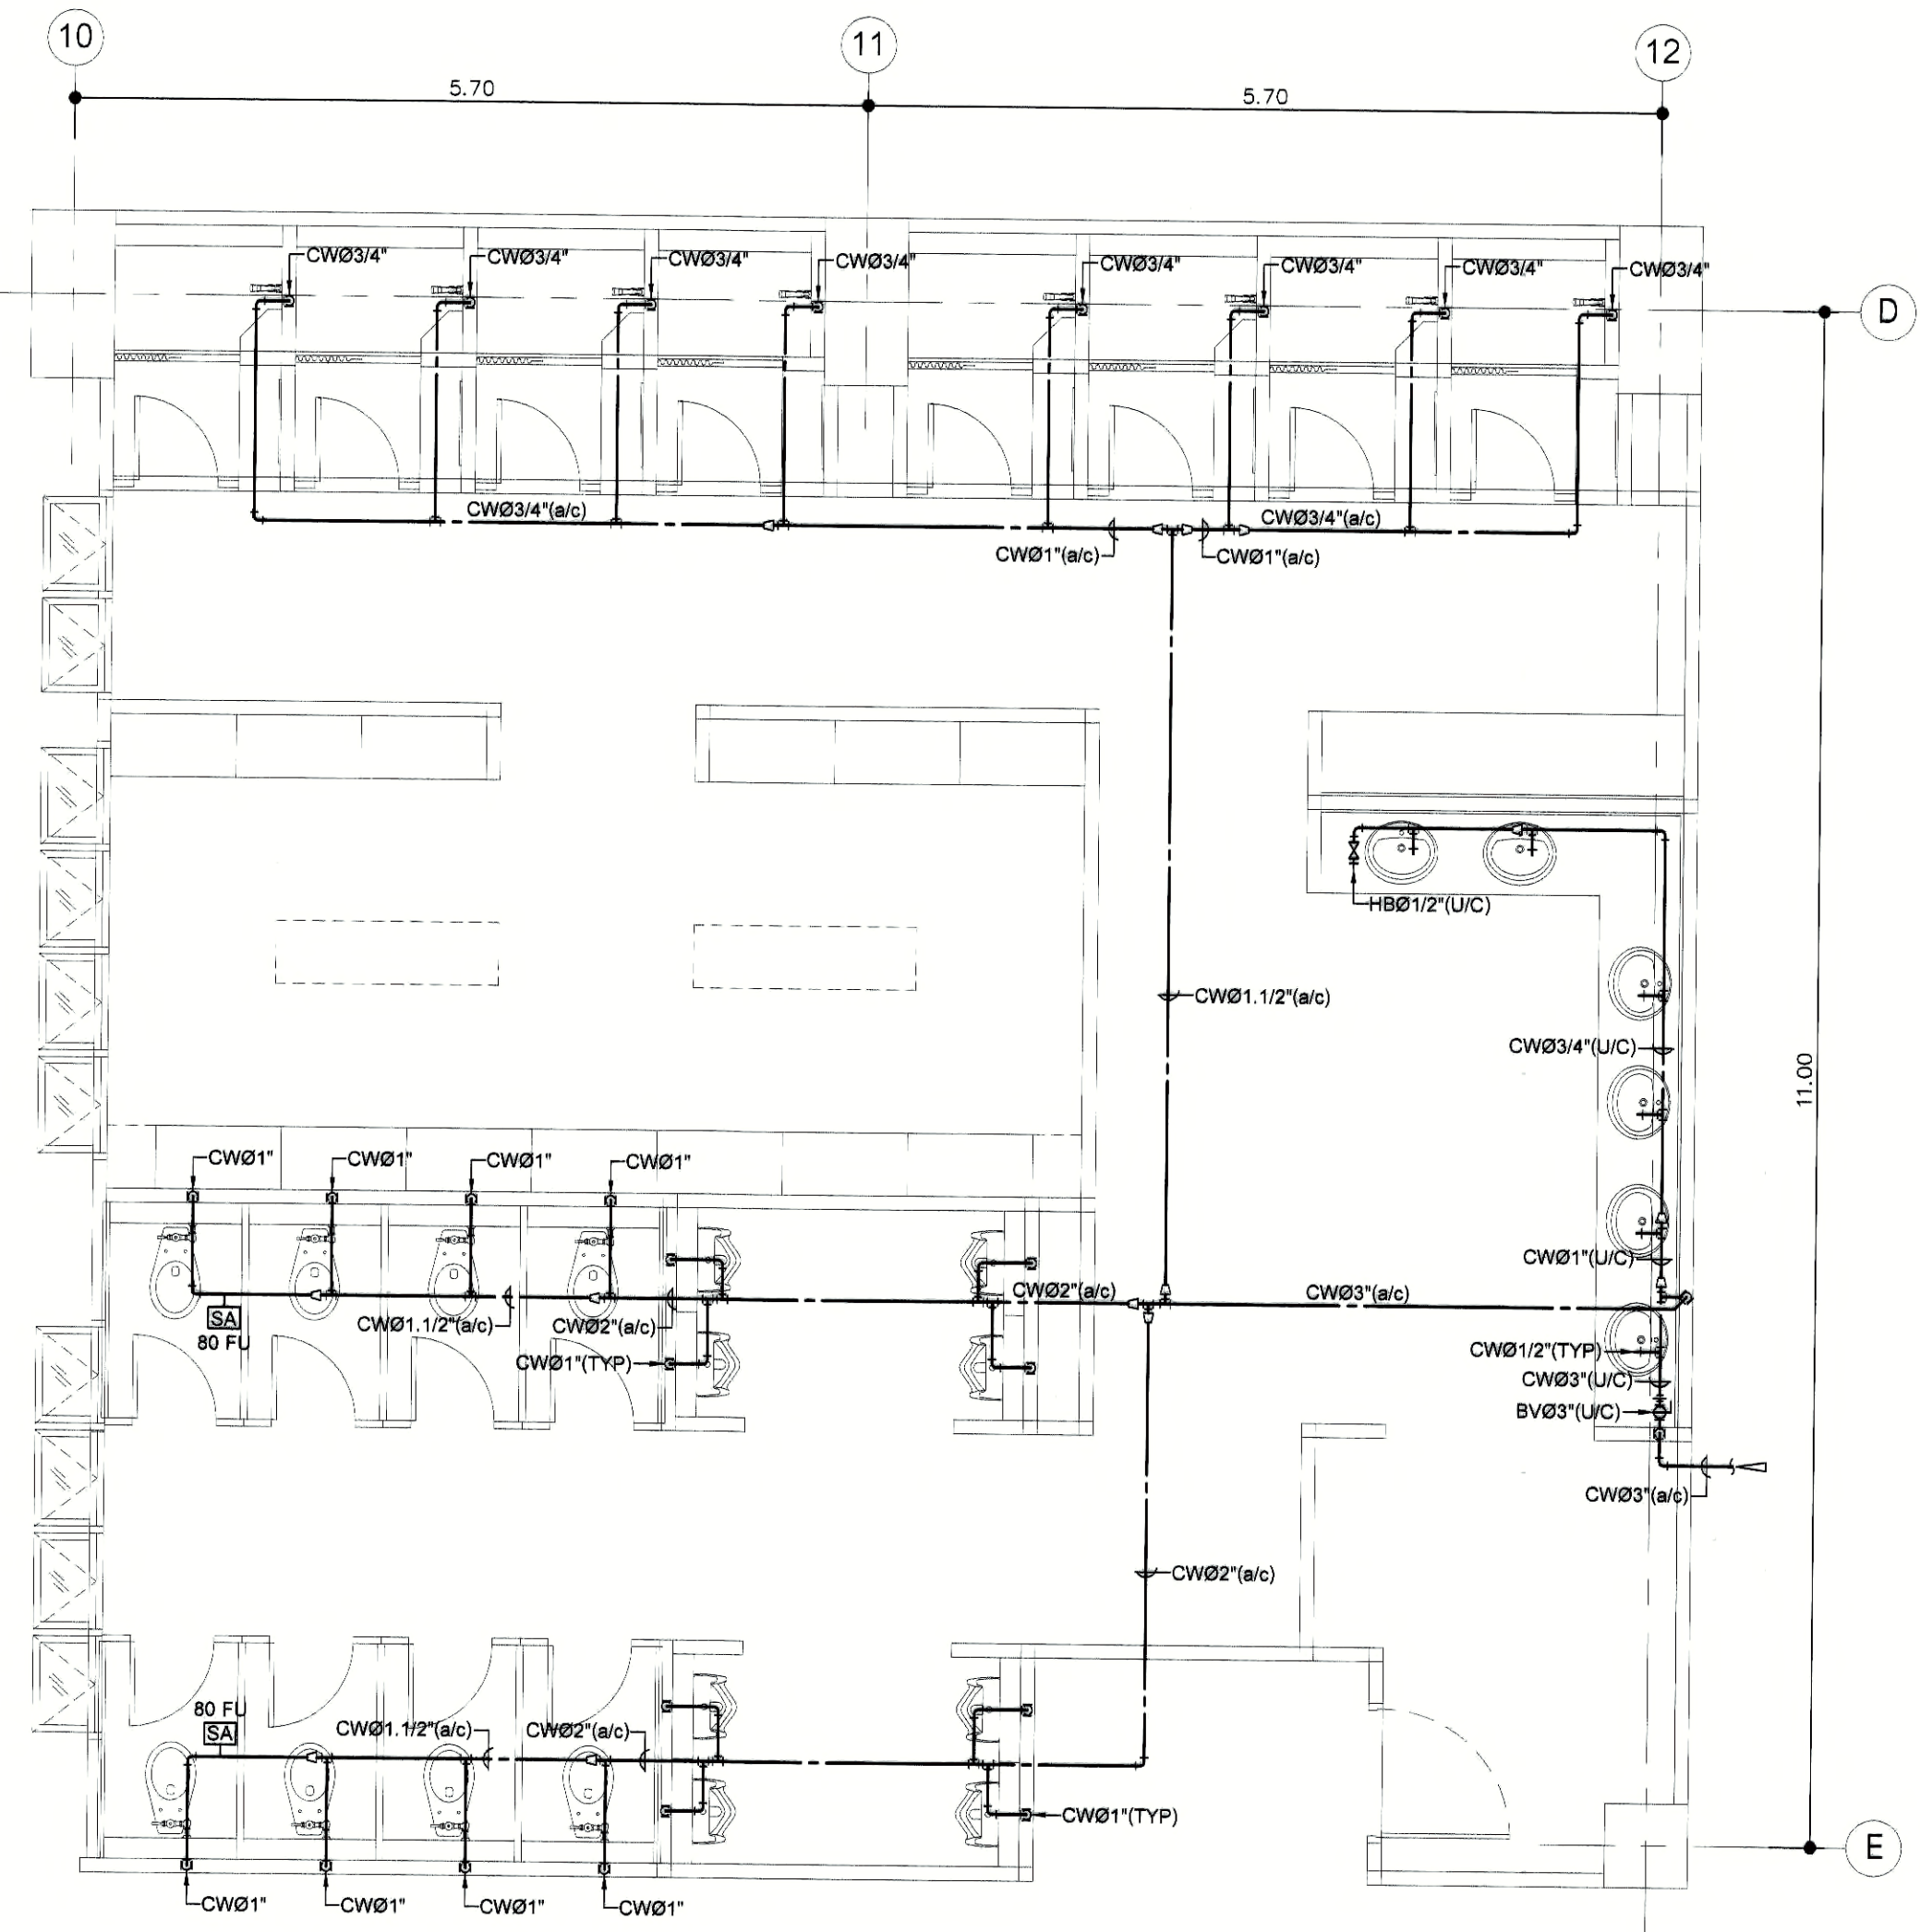 10
11
12
5.70
5.70
CWØ3/4"
CWØ3/4"
CWØ3/4"
CWØ3/4"
CWØ3/4"
CWØ3/4"
CWØ3/4"
CWØ3/4"
D
CWØ3/4"(a/c)
CWØ3/4"(a/c)
CWØ1"(a/c)
CWØ1"(a/c)
HBØ1/2"(U/C)
CWØ1.1/2"(a/c)
CWØ3/4"(U/C)
11.00
CWØ1"
CWØ1"
CWØ1"
CWØ1"
CWØ1"(U/C)
CWØ2"(a/c)
CWØ3"(a/c)
SA
80 FU
CWØ1.1/2"(a/c)
CWØ2"(a/c)
CWØ1"(TYP)
CWØ1/2"(TYP)
CWØ3"(U/C)
BVØ3"(U/C)
CWØ3"(a/c)
CWØ2"(a/c)
80 FU
SA
CWØ1.1/2"(a/c)
CWØ2"(a/c)
CWØ1"(TYP)
E
CWØ1"
CWØ1"
CWØ1"
CWØ1"